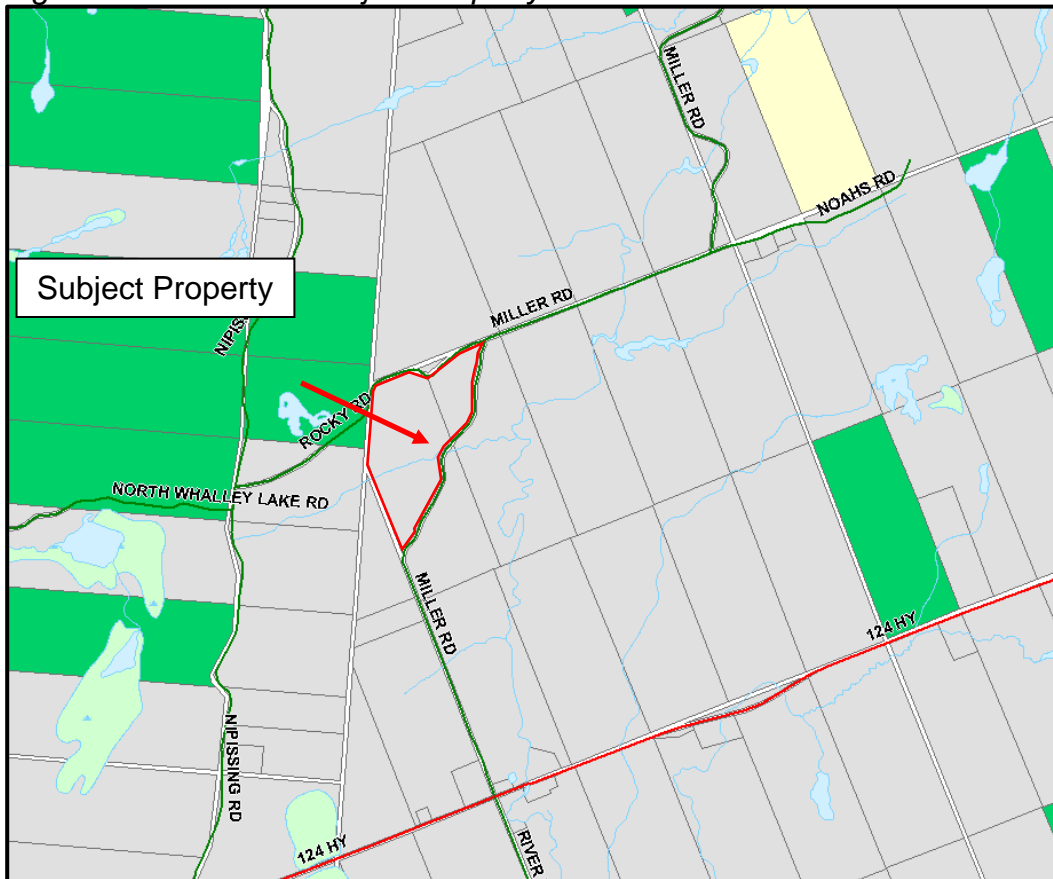 MILLER RD
NOAHS RD
Subject Property
MILLER RD
ROCKY RD
NORTH WHALLEY LAKE RD
MILLER RD
124 HY
NIPISSING RD
124 HY
RIVER